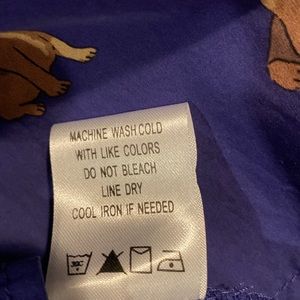 MACHINE WASH COLD
WITH LIKE COLORS
DO NOT BLEACH
LINE DRY
COOL IRON IF NEEDED